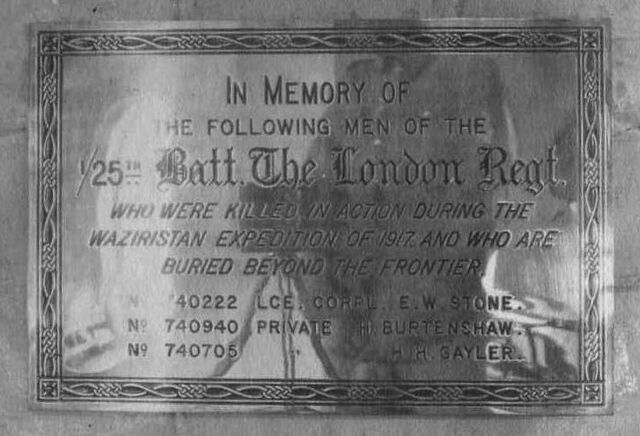 IN MEMORY OF
THE FOLLOWING MEN OF THE
1/25TH Batt. The London Regt.
WHO WERE KILLED IN ACTION DURING THE
WAZIRISTAN EXPEDITION OF 1917. AND WHO ARE
BURIED BEYOND THE FRONTIER.
No 740222 LCE. CORPL. E.W. STONE.
No 740940 PRIVATE H. BURTENSHAW.
No 740705 " H. H. GAYLER.